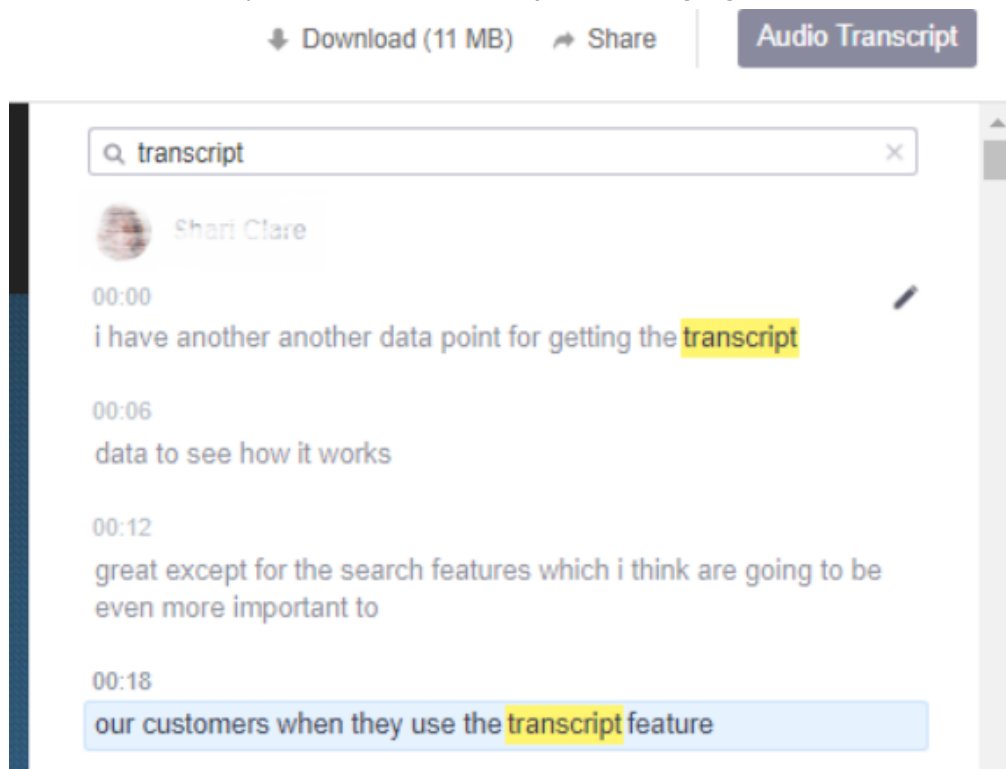 Download (11 MB) Share Audio Transcript
transcript
Shari Clare
00:00
i have another another data point for getting the transcript
00:06
data to see how it works
00:12
great except for the search features which i think are going to be
even more important to
00:18
our customers when they use the transcript feature